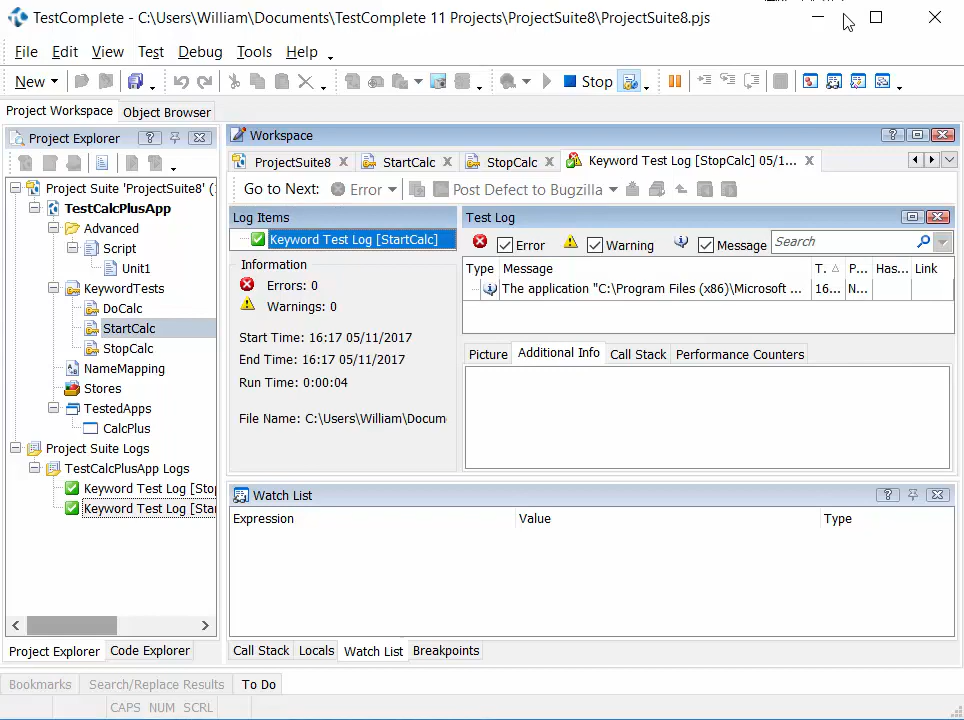 TestComplete - C:\Users\William\Documents\TestComplete 11 Projects\ProjectSuite8\ProjectSuite8.pjs
File Edit View Test Debug Tools Help
New Stop
Project Workspace Object Browser
Project Explorer
Project Suite 'ProjectSuite8' (
TestCalcPlusApp
Advanced
Script
Unit1
KeywordTests
DoCalc
StartCalc
StopCalc
NameMapping
Stores
TestedApps
CalcPlus
Project Suite Logs
TestCalcPlusApp Logs
Keyword Test Log [Sto
Keyword Test Log [Sta
Project Explorer Code Explorer
Workspace
ProjectSuite8 StartCalc StopCalc Keyword Test Log [StopCalc] 05/1...
Go to Next: Error Post Defect to Bugzilla
Log Items
Keyword Test Log [StartCalc]
Information
Errors: 0
Warnings: 0
Start Time: 16:17 05/11/2017
End Time: 16:17 05/11/2017
Run Time: 0:00:04
File Name: C:\Users\William\Docum
Test Log
Error Warning Message Search
Type Message T. P... Has... Link
The application "C:\Program Files (x86)\Microsoft ... 16... N...
Picture Additional Info Call Stack Performance Counters
Watch List
Expression Value Type
Call Stack Locals Watch List Breakpoints
Bookmarks Search/Replace Results To Do
CAPS NUM SCRL